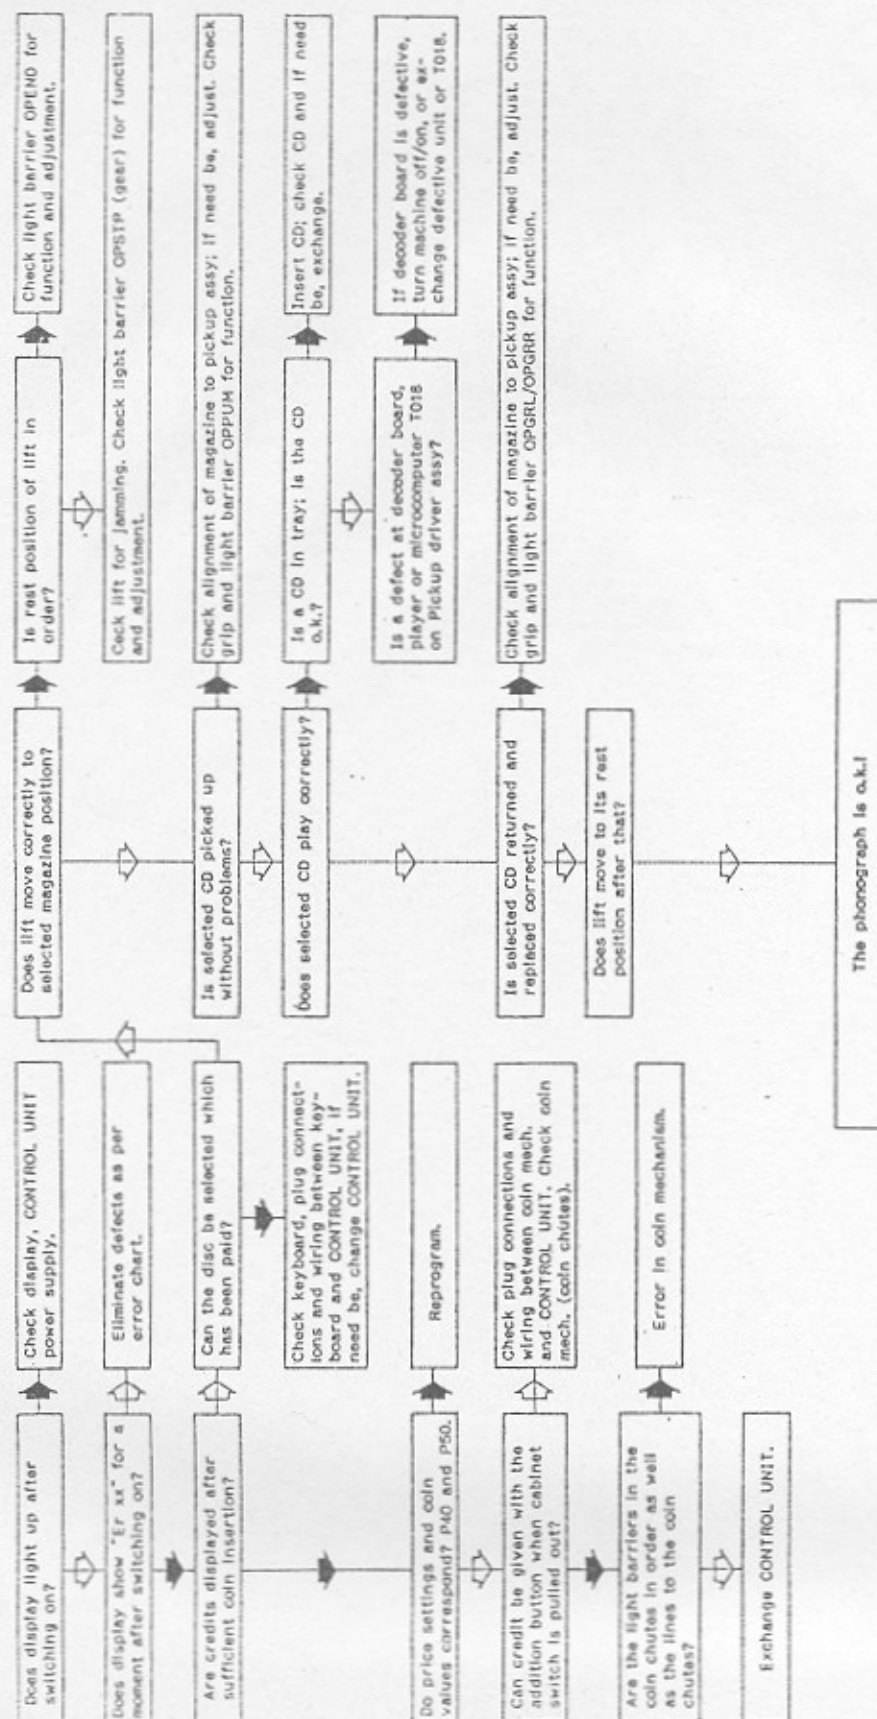 Does display light up after
switching on?
Check display, CONTROL UNIT
power supply.
Does display show "Er xx" for a
moment after switching on?
Eliminate defects as per
error chart.
Are credits displayed after
sufficient coin insertion?
Can the disc be selected which
has been paid?
Check keyboard, plug connect-
ions and wiring between key-
board and CONTROL UNIT, if
need be, change CONTROL UNIT.
Do price settings and coin
values correspond? P40 and P50.
Reprogram.
Can credit be given with the
addition button when cabinet
switch is pulled out?
Check plug connections and
wiring between coin mech.
and CONTROL UNIT. Check coin
mech. (coin chutes).
Are the light barriers in the
coin chutes in order as well
as the lines to the coin
chutes?
Error in coin mechanism.
Exchange CONTROL UNIT.
Does lift move correctly to
selected magazine position?
Is rest position of lift in
order?
Check light barrier OPEND for
function and adjustment.
Ceck lift for jamming. Check light barrier OPSTP (gear) for function
and adjustment.
Is selected CD picked up
without problems?
Check alignment of magazine to pickup assy; if need be, adjust. Check
grip and light barrier OPPUM for function.
Does selected CD play correctly?
Is a CD in tray; is the CD
o.k.?
Insert CD; check CD and if need
be, exchange.
Is a defect at decoder board,
player or microcomputer T018
on Pickup driver assy?
If decoder board is defective,
turn machine off/on, or ex-
change defective unit or T018.
Is selected CD returned and
replaced correctly?
Check alignment of magazine to pickup assy; if need be, adjust. Check
grip and light barrier OPGRL/OPGRR for function.
Does lift move to its rest
position after that?
The phonograph is o.k.!